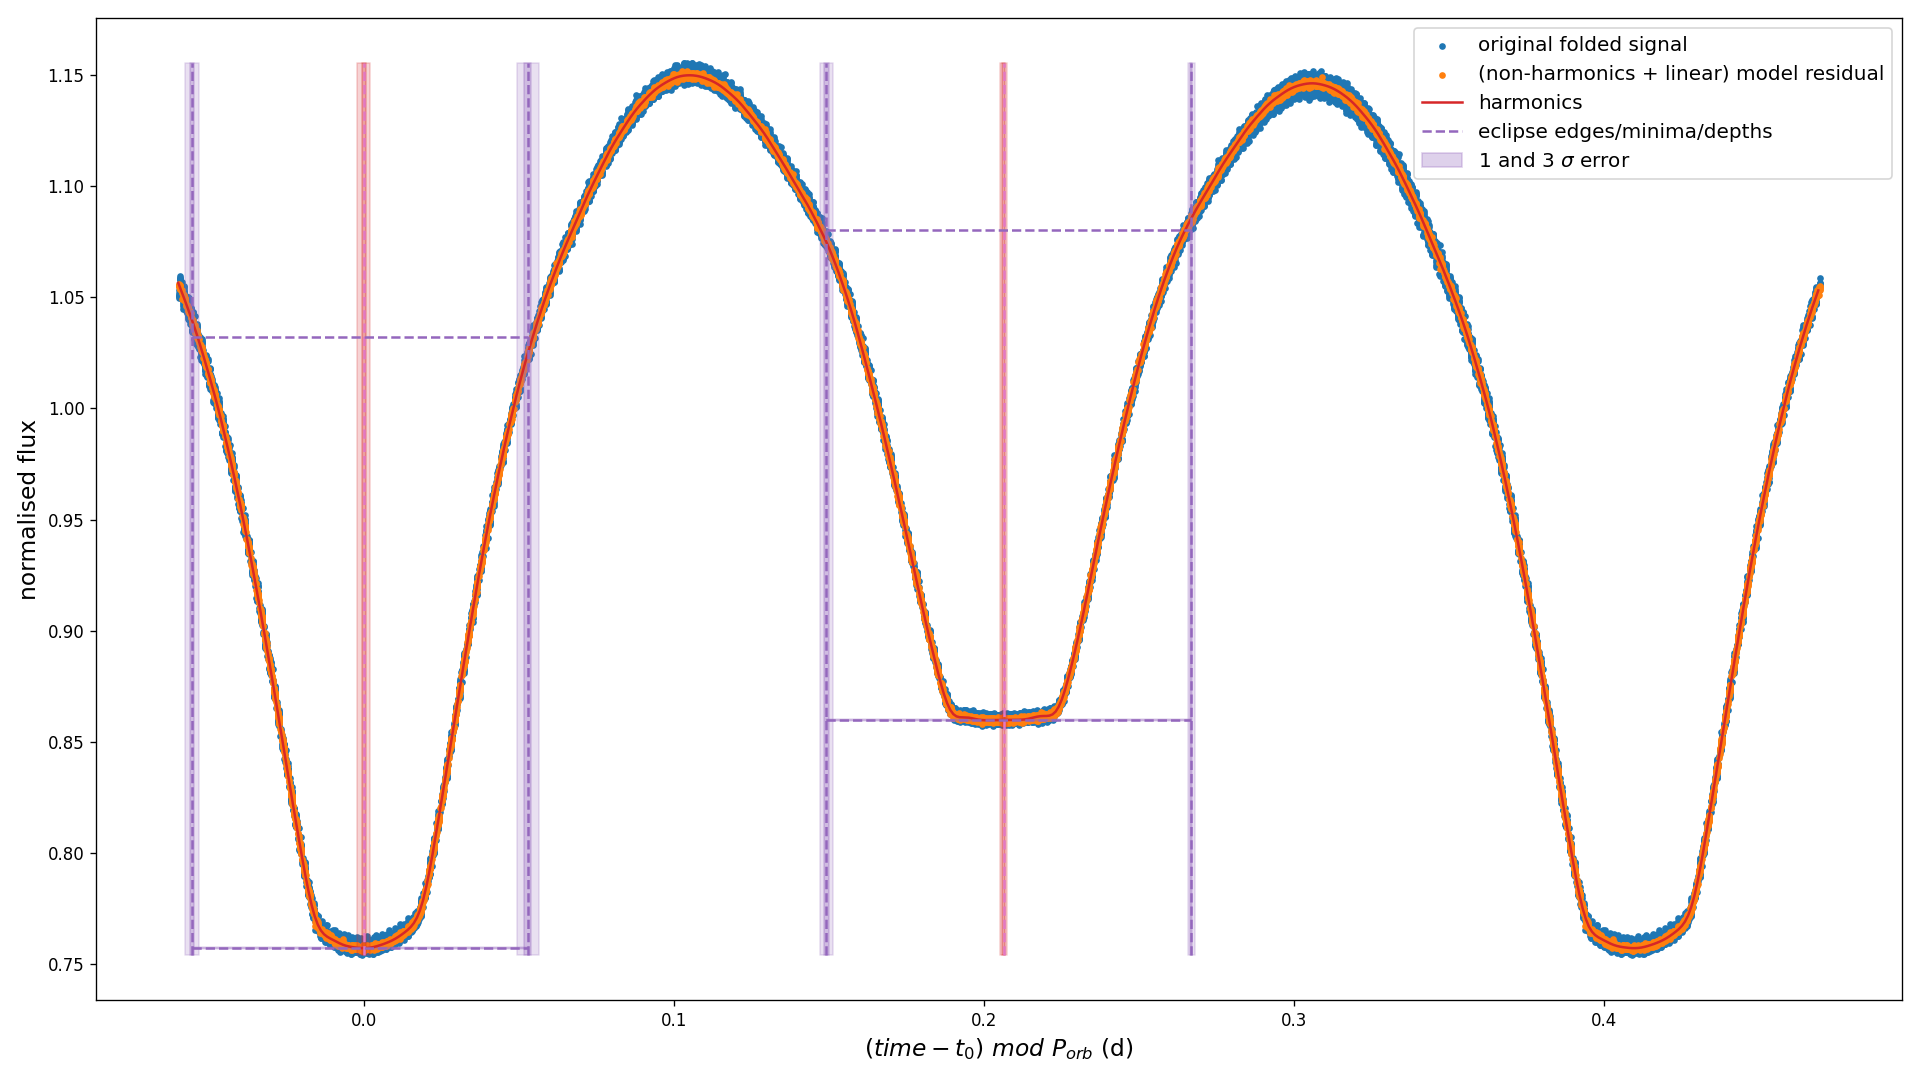 original folded signal
(non-harmonics + linear) model residual
harmonics
eclipse edges/minima/depths
1 and 3 σ error
normalised flux
1.15
1.10
1.05
1.00
0.95
0.90
0.85
0.80
0.75
0.0 0.1 0.2 0.3 0.4
(time − t₀) mod P_orb (d)